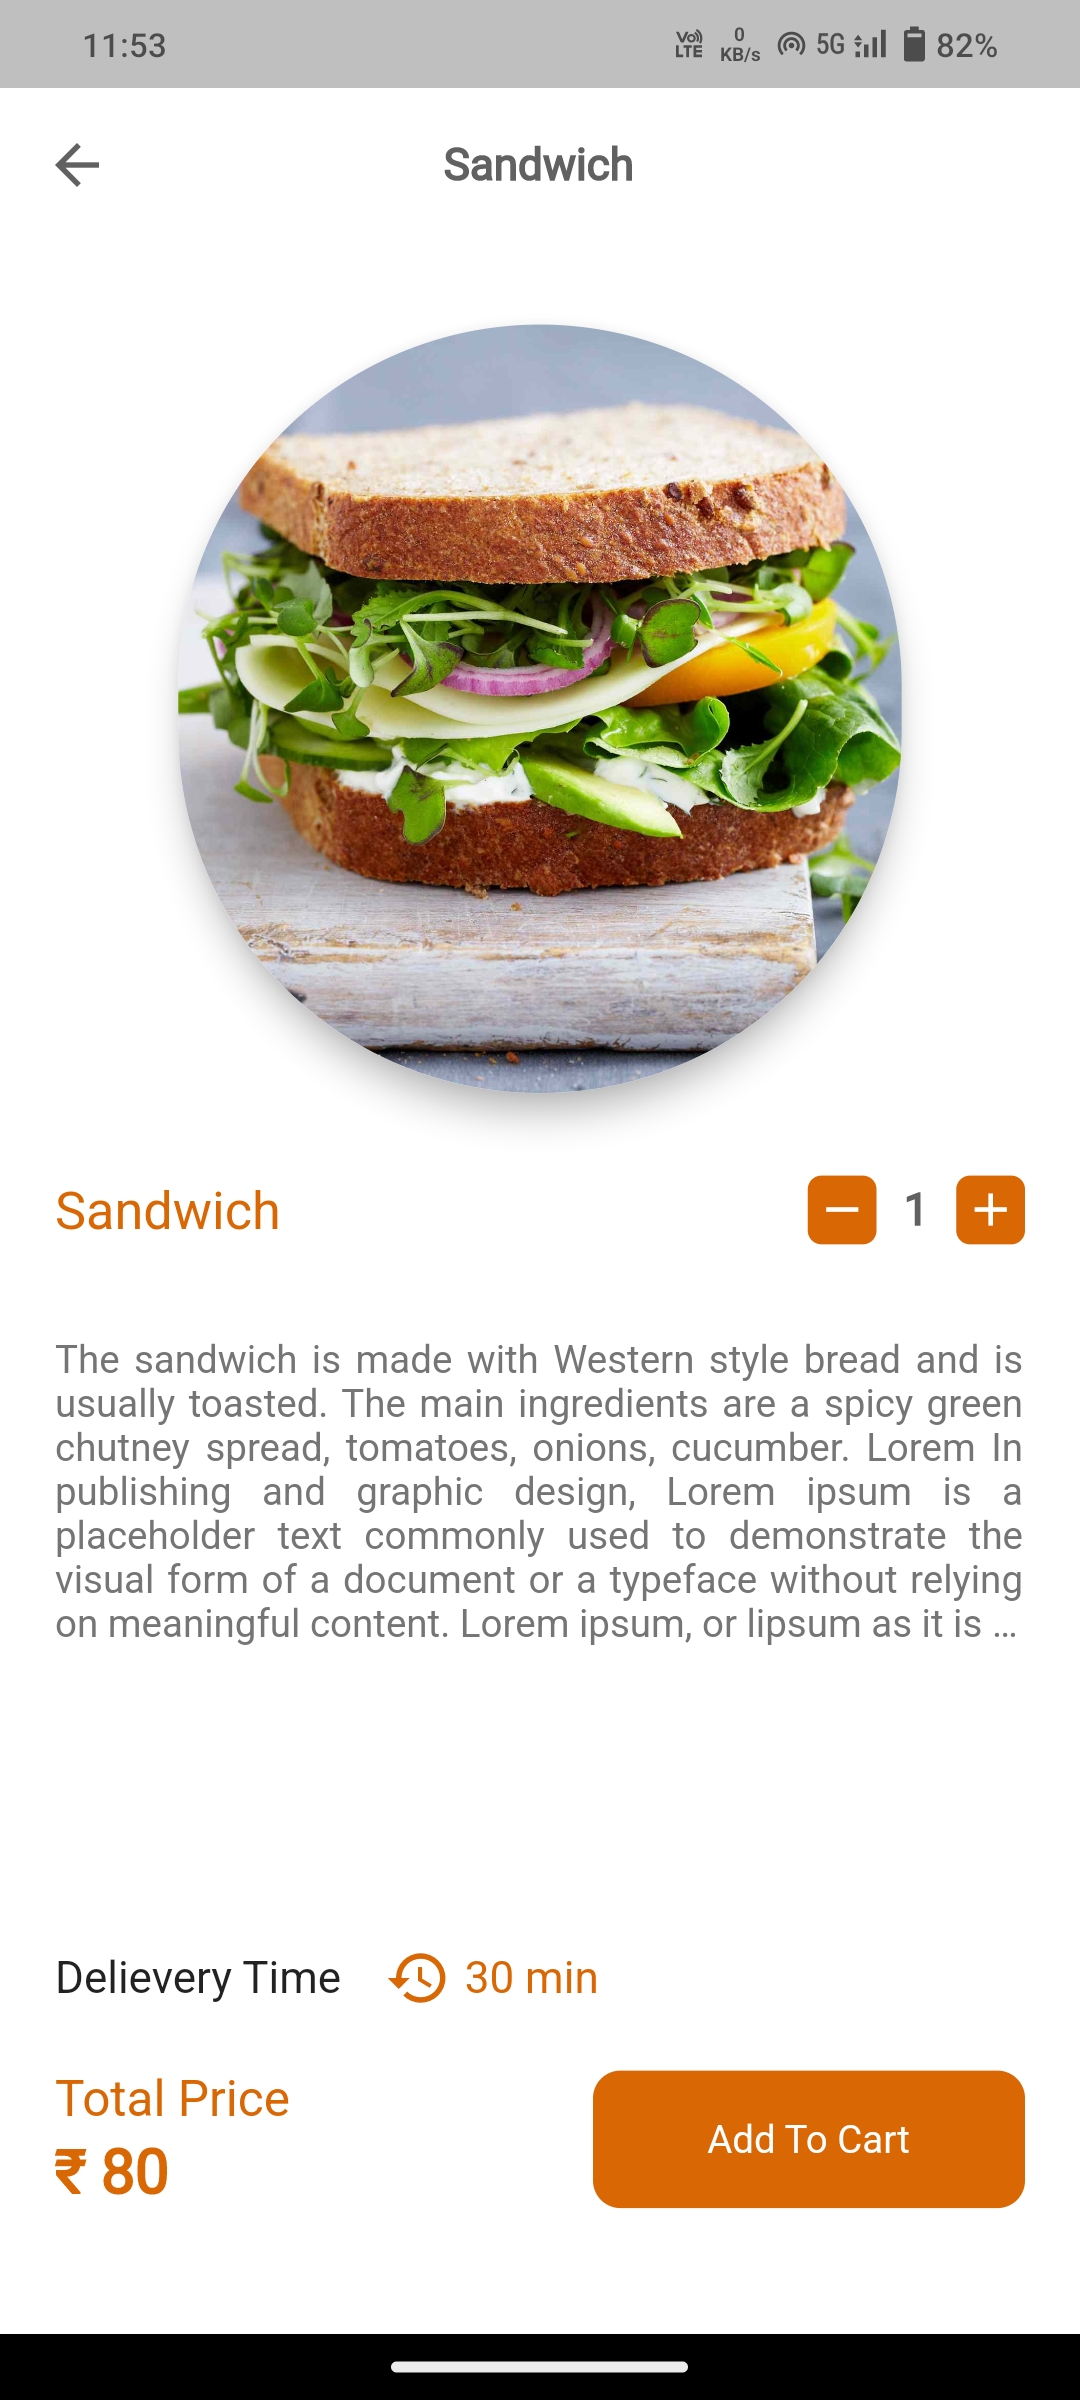 11:53 Vo) LTE 0 KB/s 5G 82%
Sandwich
Sandwich
1
The sandwich is made with Western style bread and is
usually toasted. The main ingredients are a spicy green
chutney spread, tomatoes, onions, cucumber. Lorem In
publishing and graphic design, Lorem ipsum is a
placeholder text commonly used to demonstrate the
visual form of a document or a typeface without relying
on meaningful content. Lorem ipsum, or lipsum as it is ...
Delievery Time 30 min
Total Price
₹ 80
Add To Cart